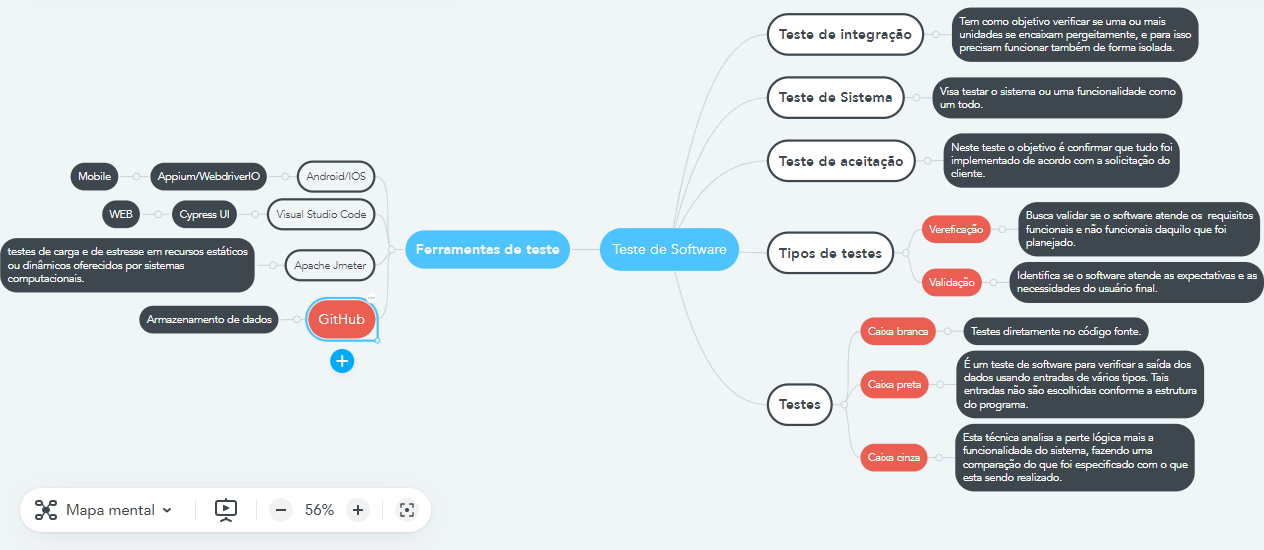 Mobile
Appium/WebdriverIO
Android/IOS
WEB
Cypress UI
Visual Studio Code
testes de carga e de estresse em recursos estáticos
ou dinâmicos oferecidos por sistemas
computacionais.
Apache Jmeter
Armazenamento de dados
GitHub
Ferramentas de teste
Teste de Software
Teste de integração
Tem como objetivo verificar se uma ou mais
unidades se encaixam pergeitamente, e para isso
precisam funcionar também de forma isolada.
Teste de Sistema
Visa testar o sistema ou uma funcionalidade como
um todo.
Teste de aceitação
Neste teste o objetivo é confirmar que tudo foi
implementado de acordo com a solicitação do
cliente.
Tipos de testes
Vereficação
Busca validar se o software atende os requisitos
funcionais e não funcionais daquilo que foi
planejado.
Validação
Identifica se o software atende as expectativas e as
necessidades do usuário final.
Testes
Caixa branca
Testes diretamente no código fonte.
Caixa preta
É um teste de software para verificar a saída dos
dados usando entradas de vários tipos. Tais
entradas não são escolhidas conforme a estrutura
do programa.
Caixa cinza
Esta técnica analisa a parte lógica mais a
funcionalidade do sistema, fazendo uma
comparação do que foi especificado com o que
esta sendo realizado.
Mapa mental
56%